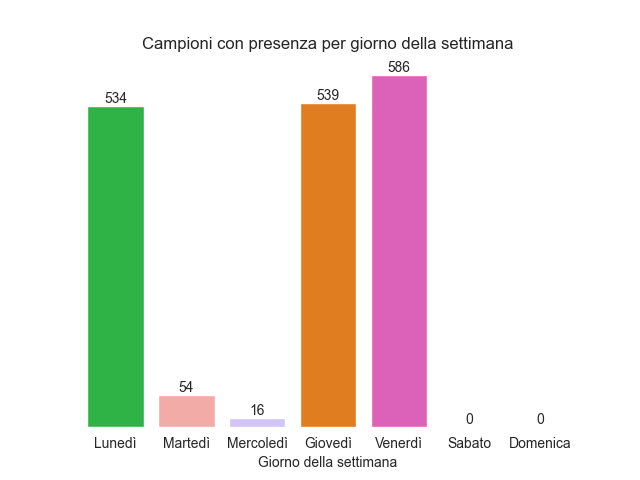 Campioni con presenza per giorno della settimana
534
54
16
539
586
0
0
Lunedì Martedì Mercoledì Giovedì Venerdì Sabato Domenica
Giorno della settimana